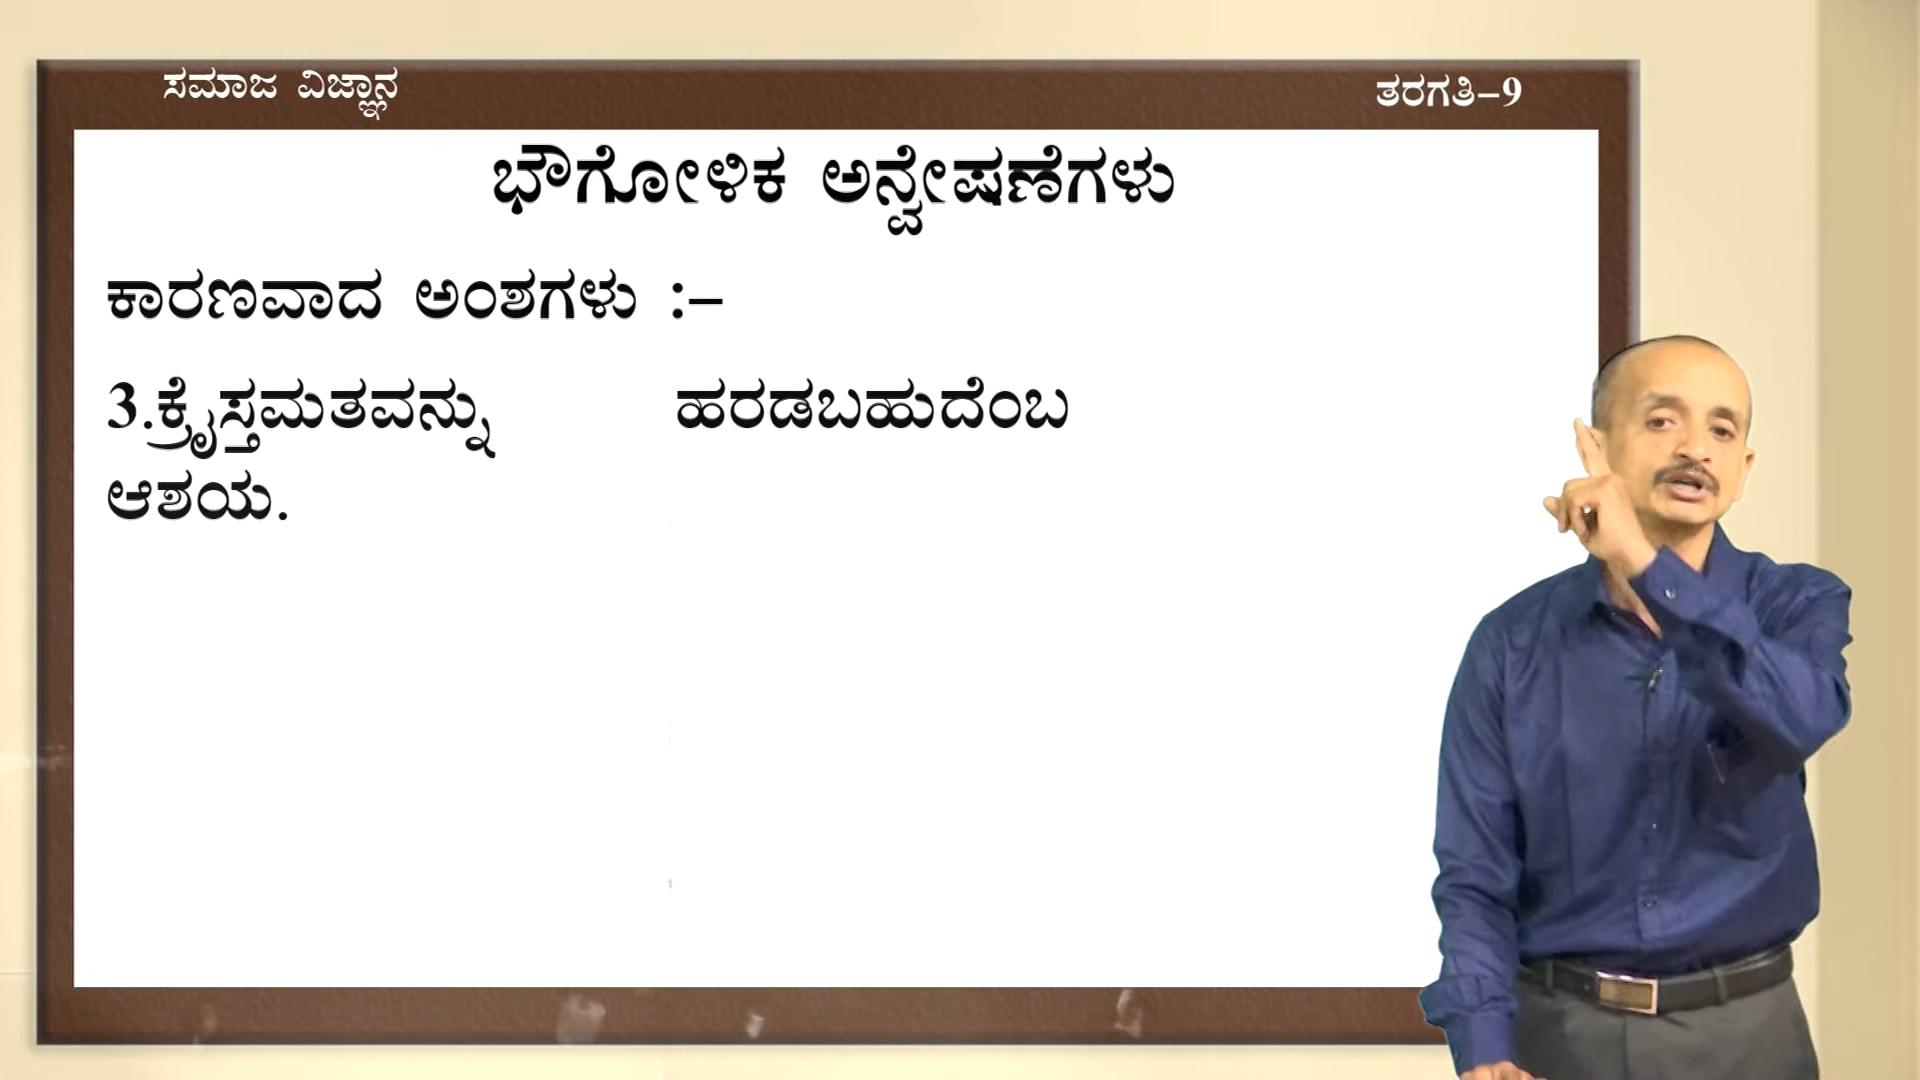 ಸಮಾಜ ವಿಜ್ಞಾನ
ತರಗತಿ–9
ಭೌಗೋಳಿಕ ಅನ್ವೇಷಣೆಗಳು
ಕಾರಣವಾದ ಅಂಶಗಳು :–
3.ಕ್ರೈಸ್ತಮತವನ್ನು ಹರಡಬಹುದೆಂಬ
ಆಶಯ.